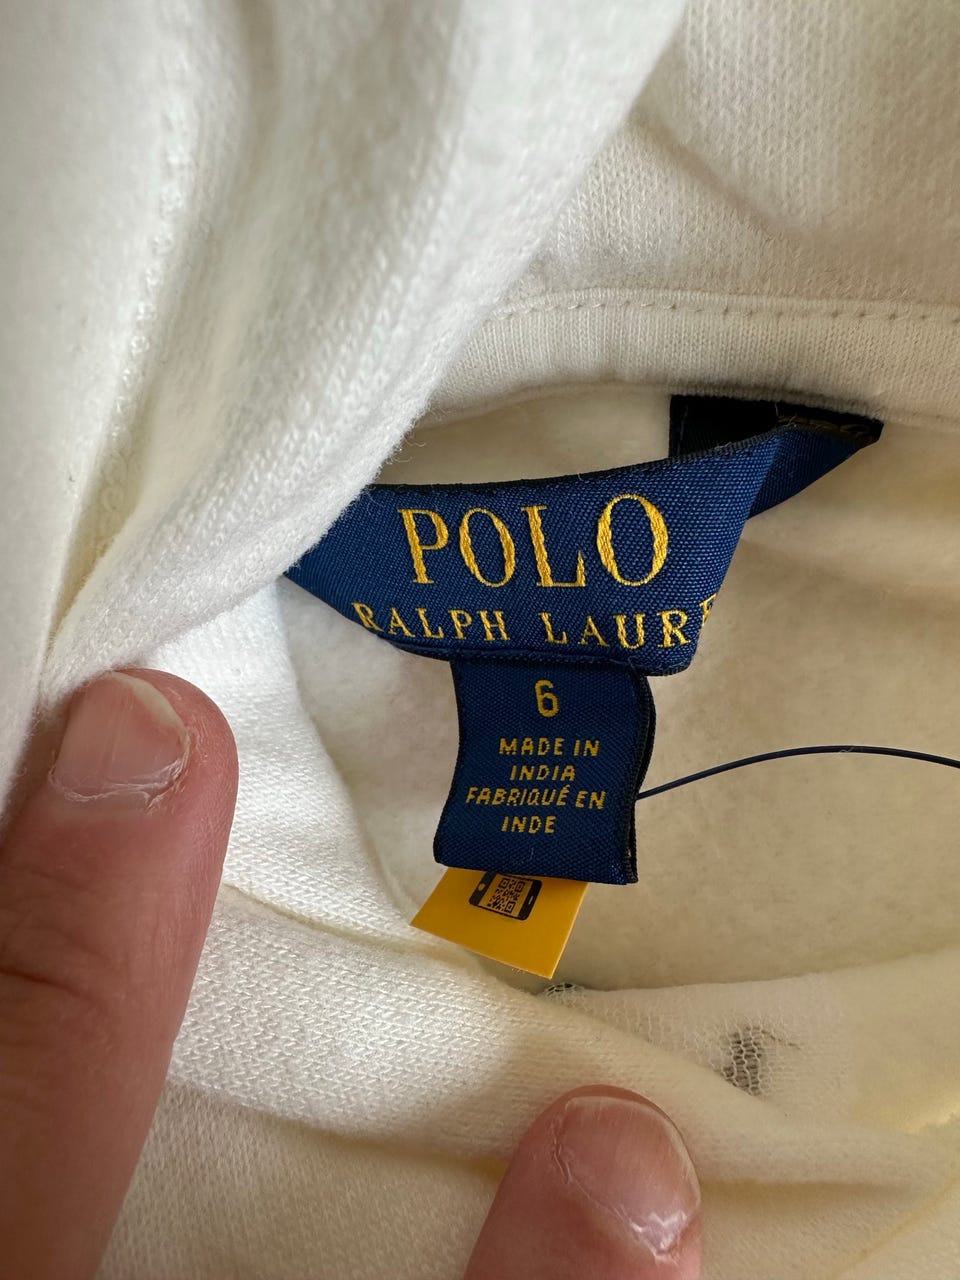 POLO
RALPH LAUR
6
MADE IN
INDIA
FABRIQUÉ EN
INDE